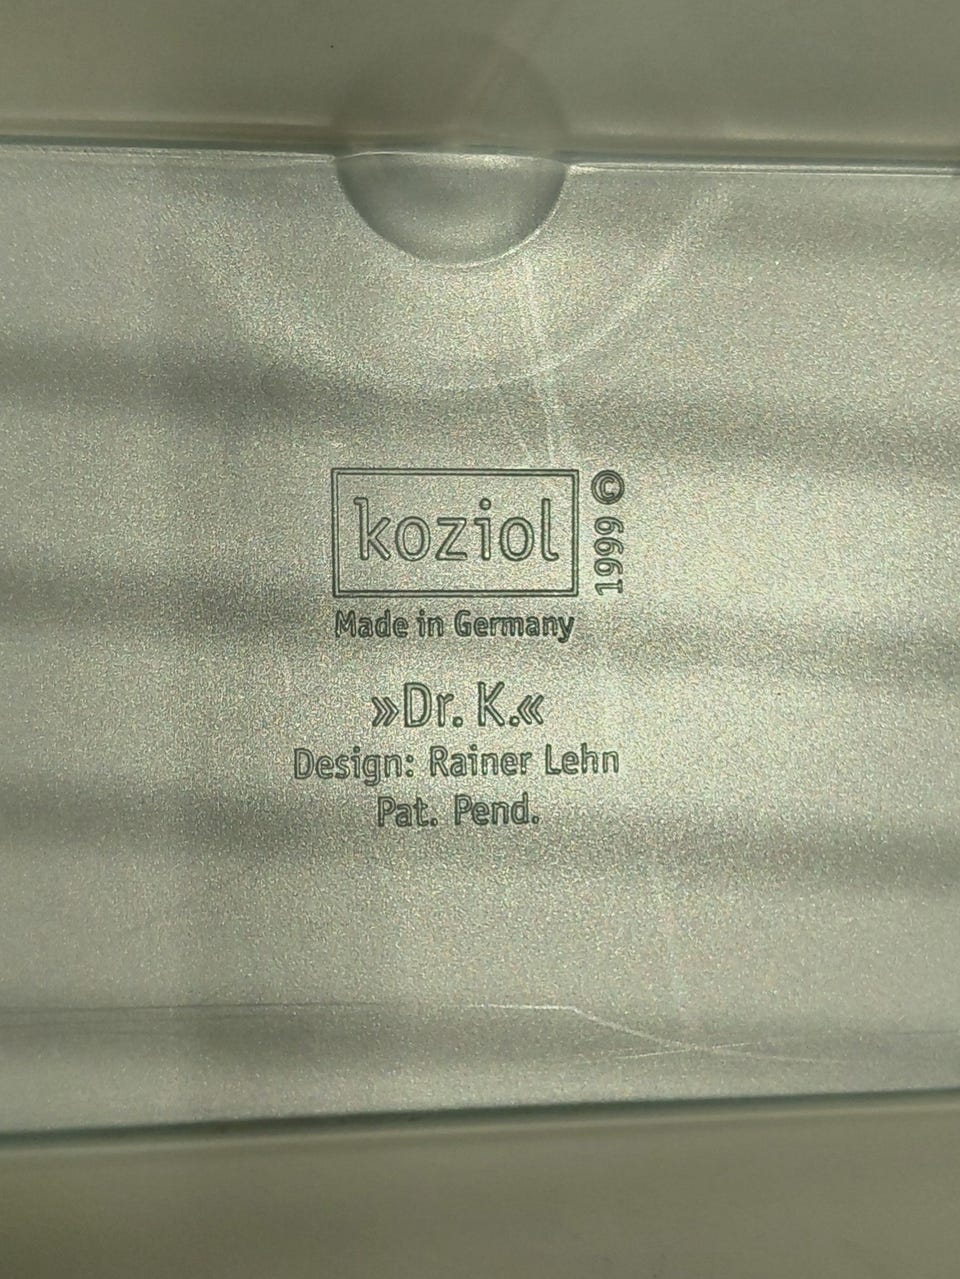 koziol
1999 ©
Made in Germany
»Dr. K.«
Design: Rainer Lehn
Pat. Pend.